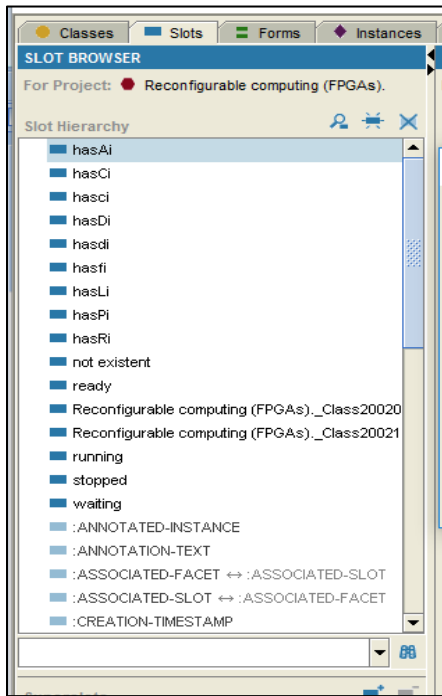 Classes Slots Forms Instances
SLOT BROWSER
For Project: Reconfigurable computing (FPGAs).
Slot Hierarchy
hasAi
hasCi
hasci
hasDi
hasdi
hasfi
hasLi
hasPi
hasRi
not existent
ready
Reconfigurable computing (FPGAs)._Class20020
Reconfigurable computing (FPGAs)._Class20021
running
stopped
waiting
:ANNOTATED-INSTANCE
:ANNOTATION-TEXT
:ASSOCIATED-FACET ↔ :ASSOCIATED-SLOT
:ASSOCIATED-SLOT ↔ :ASSOCIATED-FACET
:CREATION-TIMESTAMP